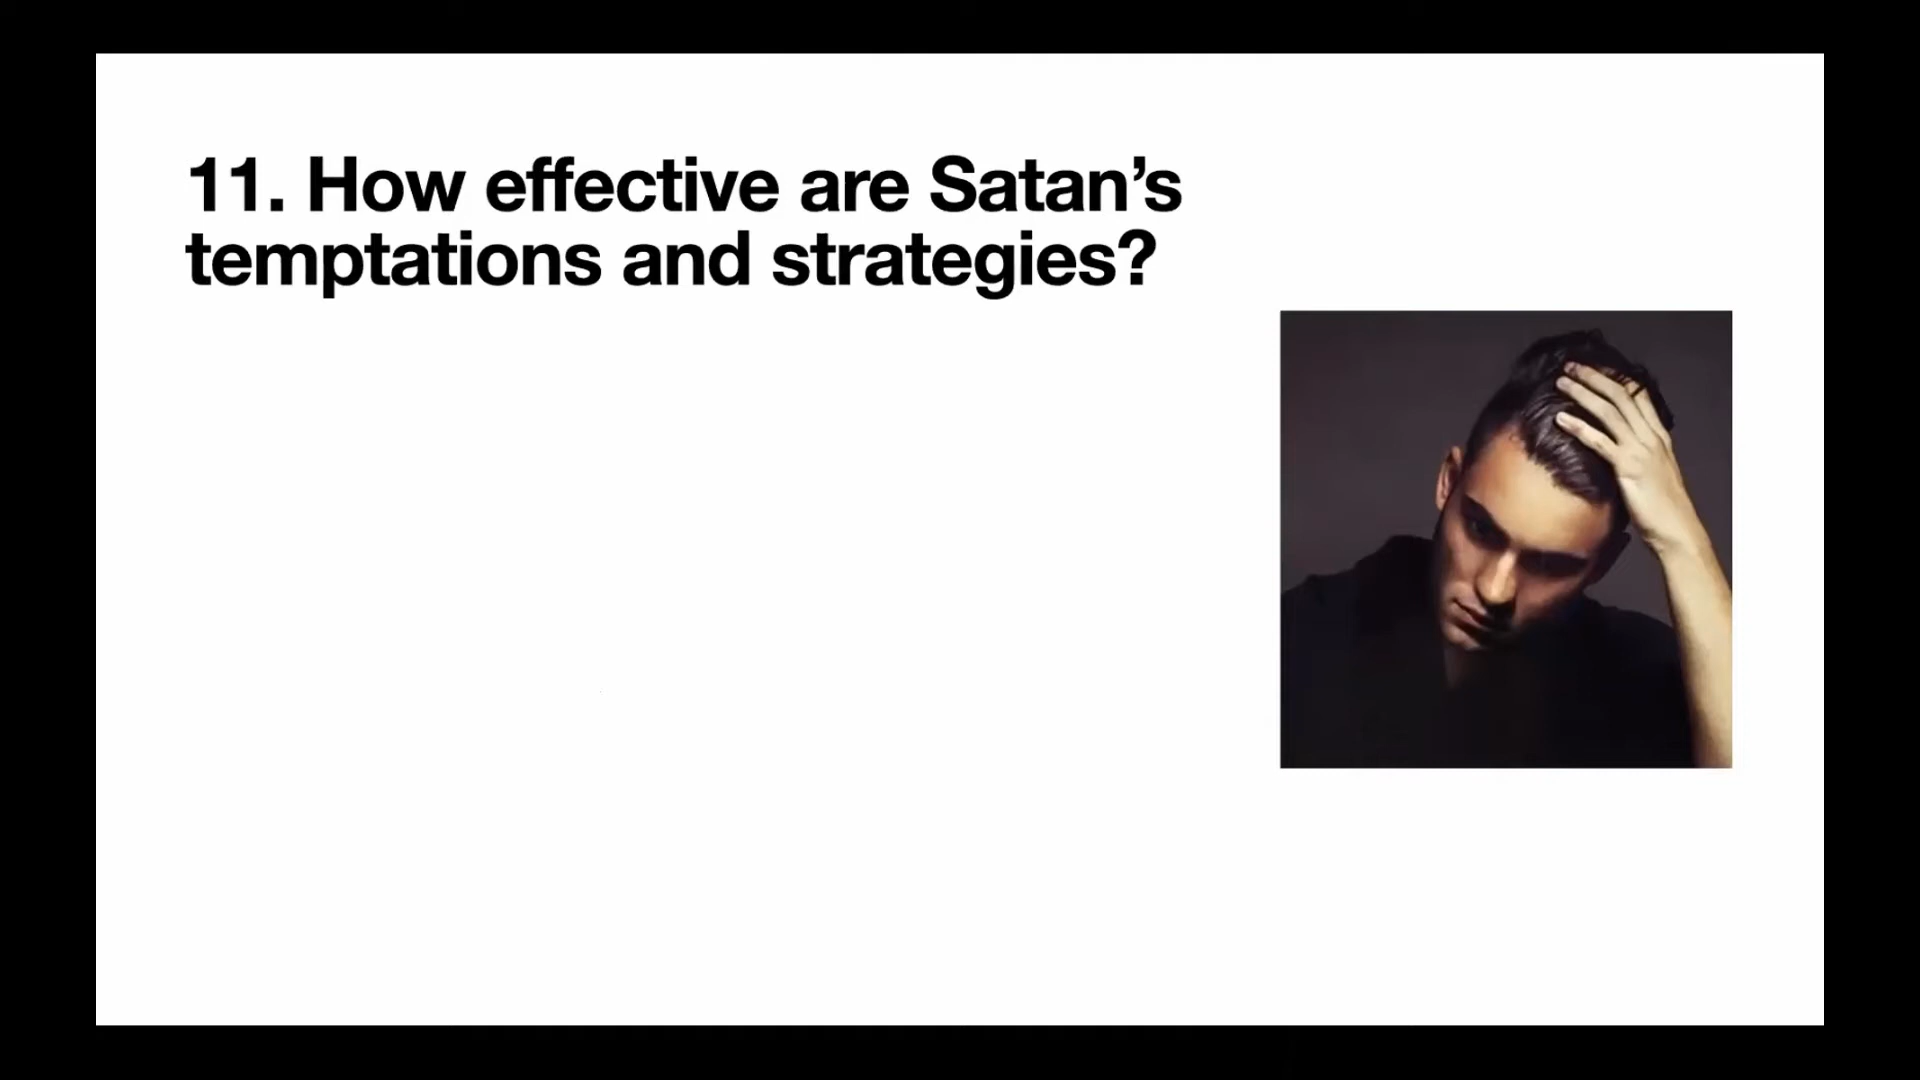 11. How effective are Satan’s
temptations and strategies?